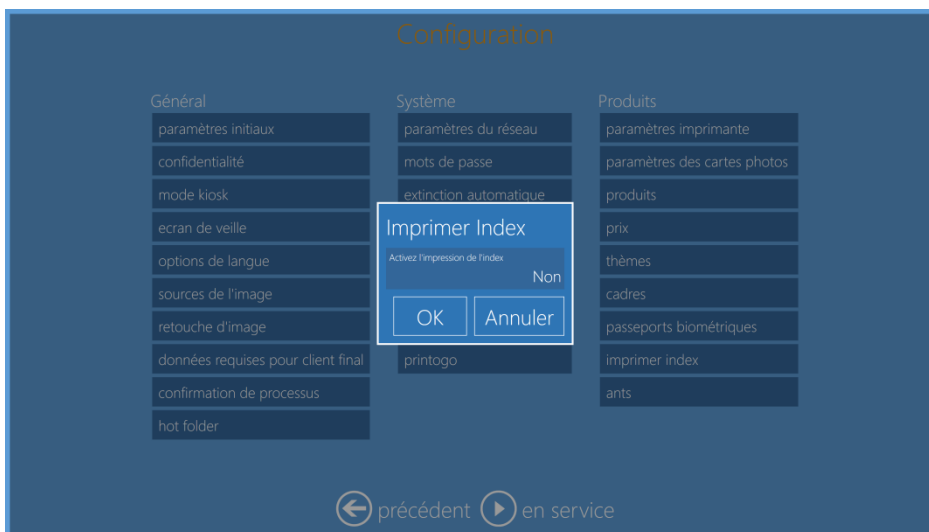 Configuration
Général
paramètres initiaux
confidentialité
mode kiosk
ecran de veille
options de langue
sources de l'image
retouche d'image
données requises pour client final
confirmation de processus
hot folder
Système
paramètres du réseau
mots de passe
extinction automatique
printogo
Produits
paramètres imprimante
paramètres des cartes photos
produits
prix
thèmes
cadres
passeports biométriques
imprimer index
ants
Imprimer Index
Activez l'impression de l'index
Non
OK Annuler
précédent en service